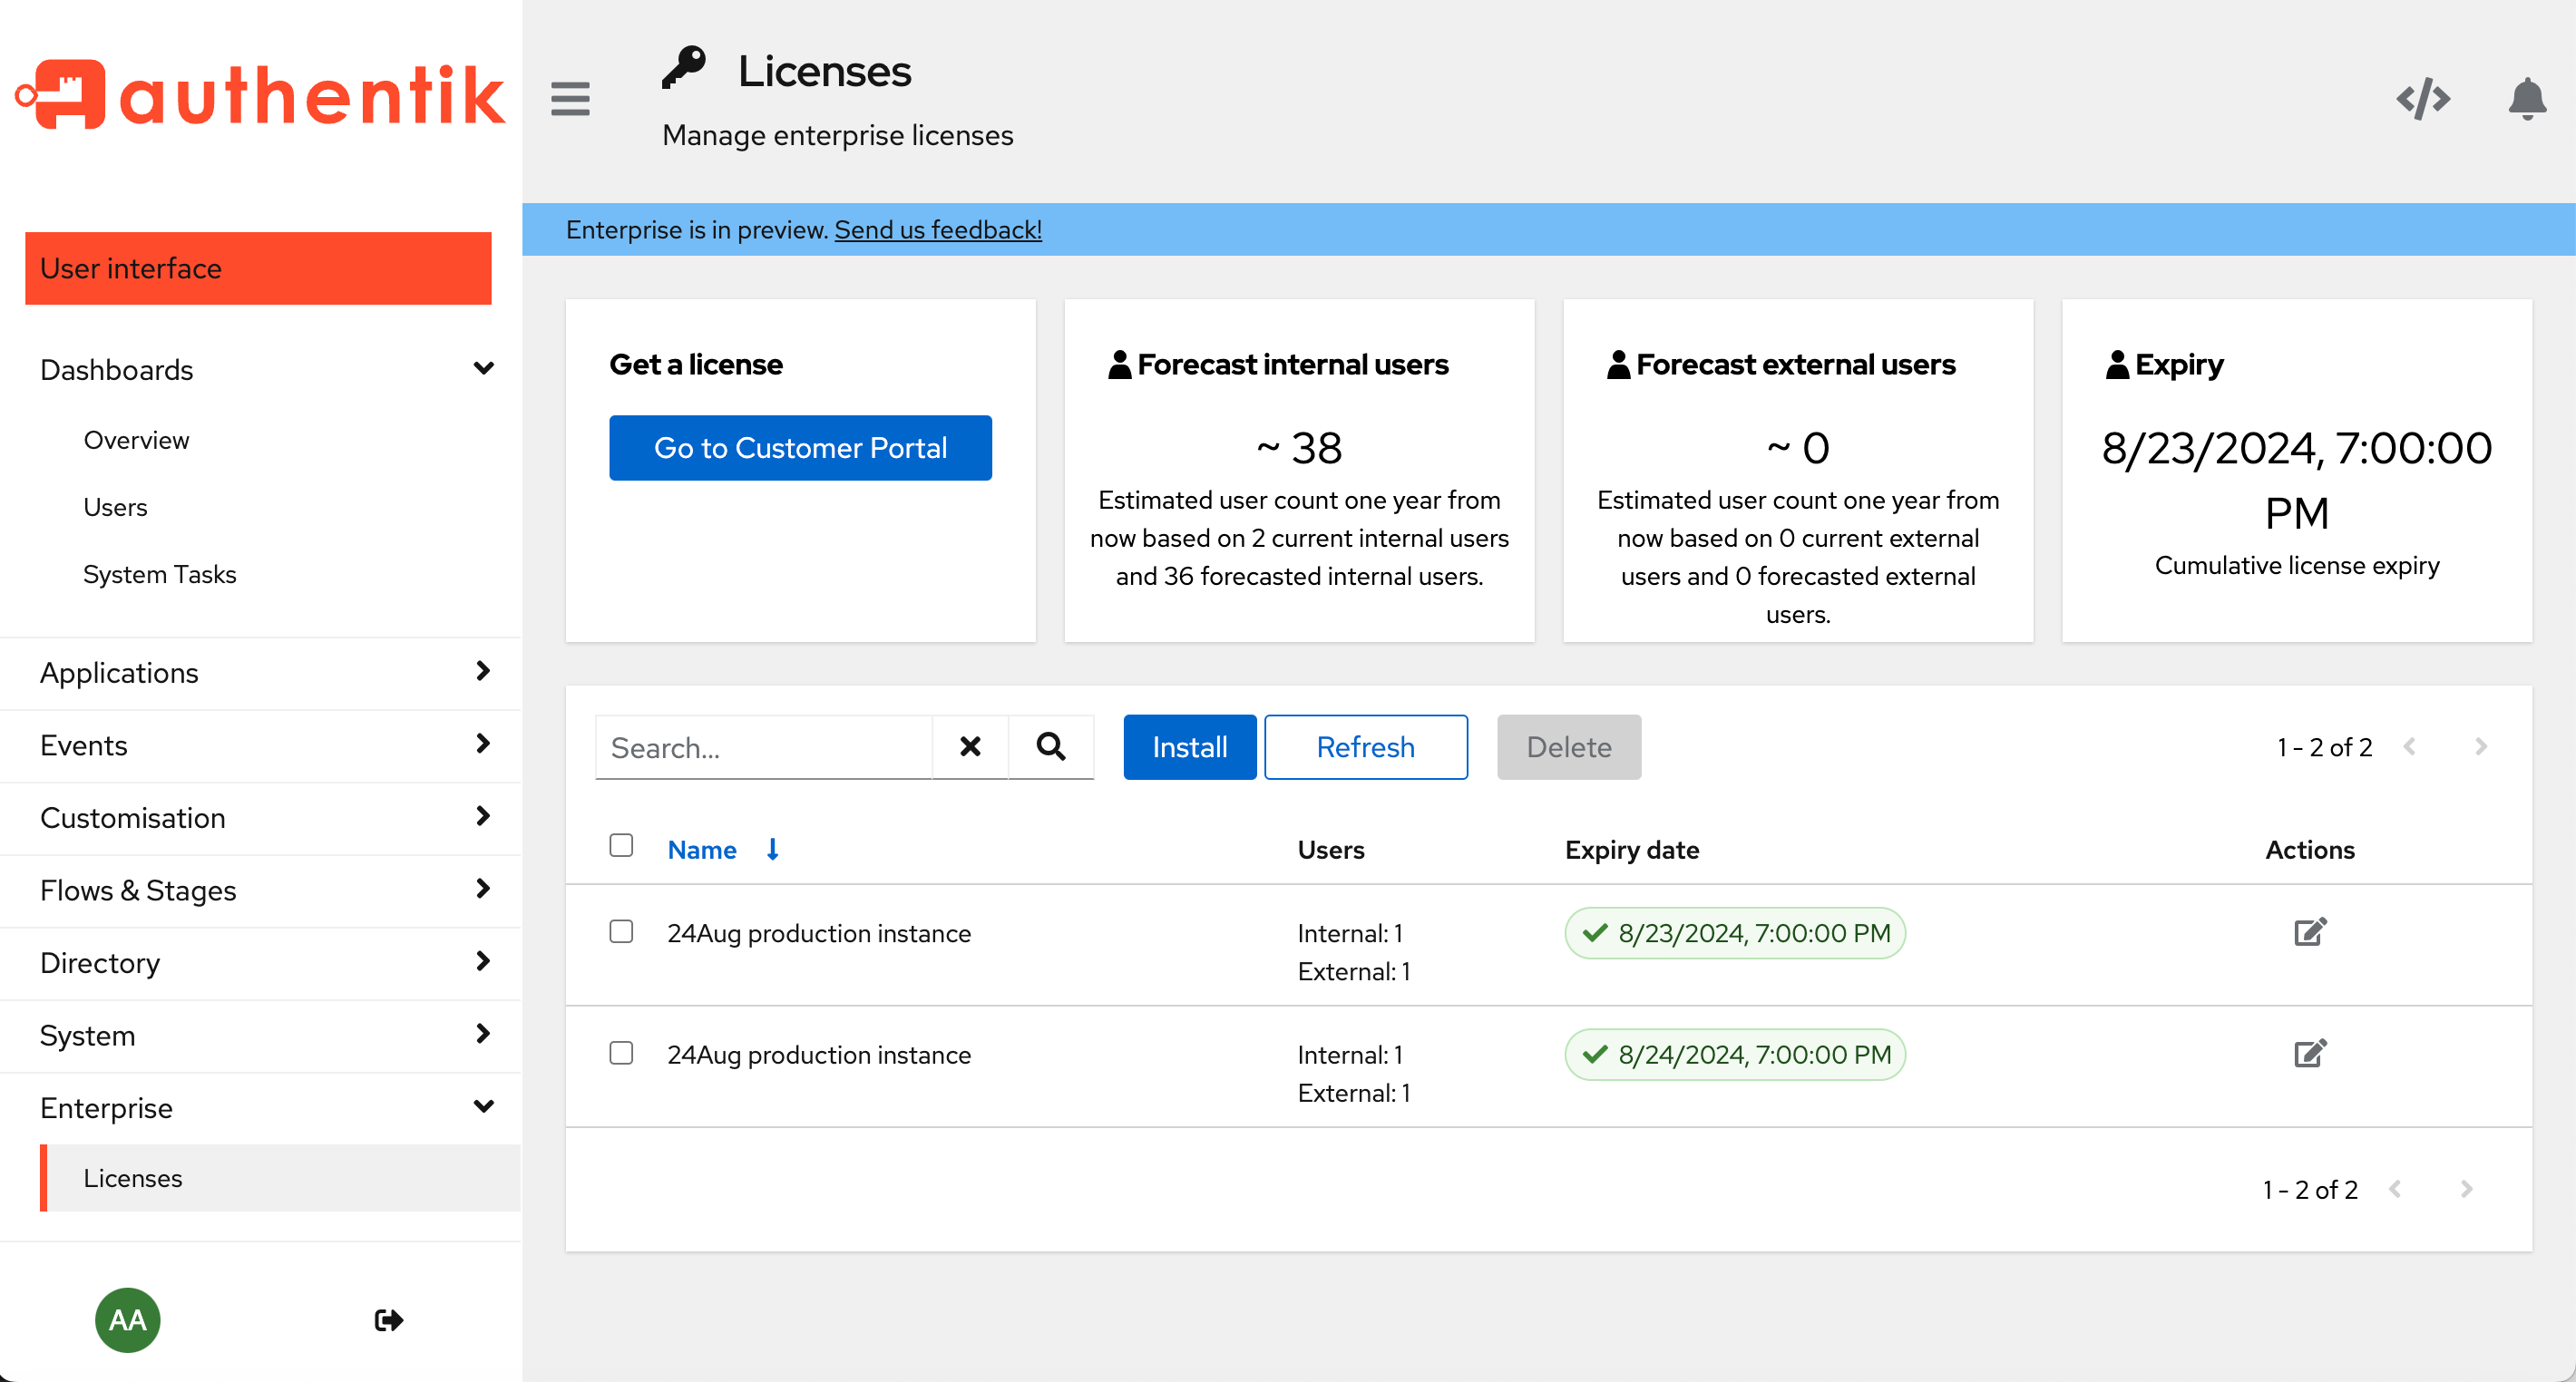 authentik
User interface
Dashboards
Overview
Users
System Tasks
Applications
Events
Customisation
Flows & Stages
Directory
System
Enterprise
Licenses
AA
Licenses
Manage enterprise licenses
Enterprise is in preview. Send us feedback!
Get a license
Go to Customer Portal
Forecast internal users
~ 38
Estimated user count one year from
now based on 2 current internal users
and 36 forecasted internal users.
Forecast external users
~ 0
Estimated user count one year from
now based on 0 current external
users and 0 forecasted external
users.
Expiry
8/23/2024, 7:00:00
PM
Cumulative license expiry
Search...
Install
Refresh
Delete
1 - 2 of 2
Name
Users
Expiry date
Actions
24Aug production instance
Internal: 1
External: 1
8/23/2024, 7:00:00 PM
24Aug production instance
Internal: 1
External: 1
8/24/2024, 7:00:00 PM
1 - 2 of 2